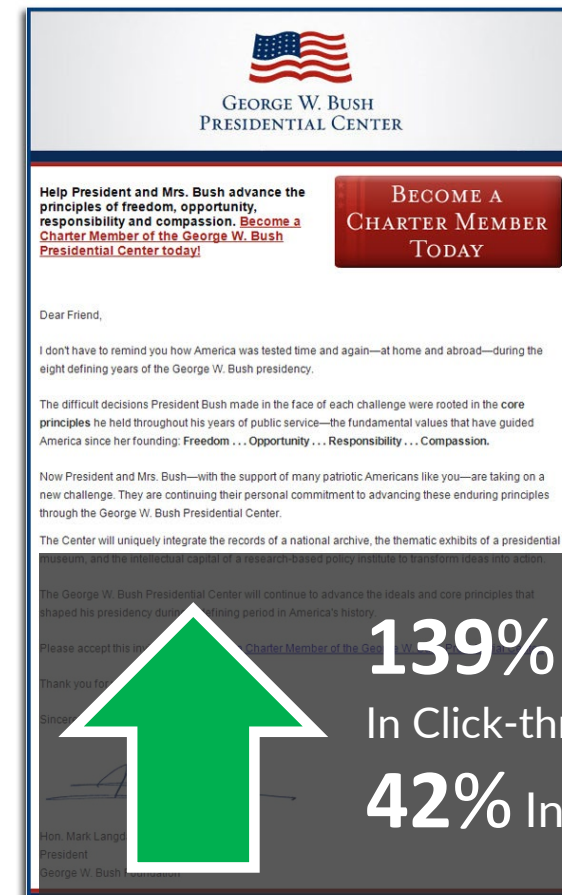 GEORGE W. BUSH
PRESIDENTIAL CENTER
Help President and Mrs. Bush advance the
principles of freedom, opportunity,
responsibility and compassion. Become a
Charter Member of the George W. Bush
Presidential Center today!
BECOME A
CHARTER MEMBER
TODAY
Dear Friend,
I don't have to remind you how America was tested time and again—at home and abroad—during the
eight defining years of the George W. Bush presidency.
The difficult decisions President Bush made in the face of each challenge were rooted in the core
principles he held throughout his years of public service—the fundamental values that have guided
America since her founding: Freedom . . . Opportunity . . . Responsibility . . . Compassion.
Now President and Mrs. Bush—with the support of many patriotic Americans like you—are taking on a
new challenge. They are continuing their personal commitment to advancing these enduring principles
through the George W. Bush Presidential Center.
The Center will uniquely integrate the records of a national archive, the thematic exhibits of a presidential
museum, and the intellectual capital of a research-based policy institute to transform ideas into action.
The George W. Bush Presidential Center will continue to advance the ideals and core principles that
shaped his presidency defining period in America's history.
Please accept this Charter Member of the
Thank you
139%
In
42% In
Hon. Mark
President
George W. Bush